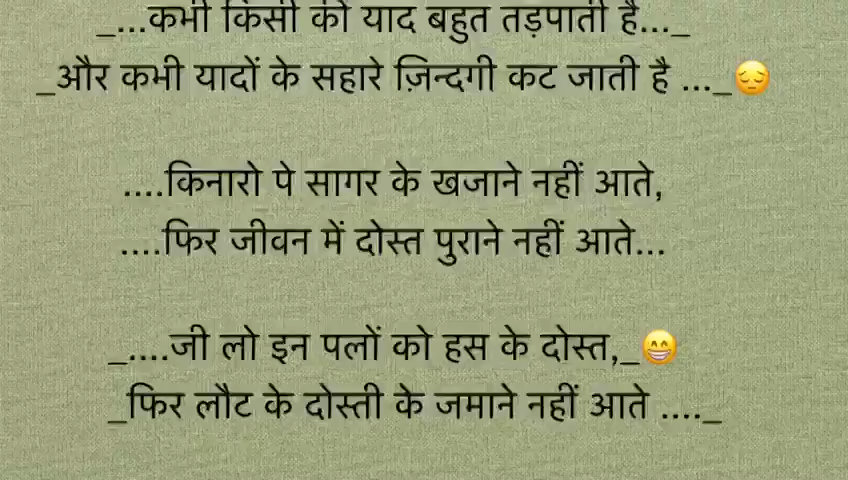 _...कभी किसी की याद बहुत तड़पाती है..._
_और कभी यादों के सहारे ज़िन्दगी कट जाती है ..._😔
....किनारो पे सागर के खजाने नहीं आते,
....फिर जीवन में दोस्त पुराने नहीं आते...
_....जी लो इन पलों को हस के दोस्त,_😁
_फिर लौट के दोस्ती के जमाने नहीं आते ...._